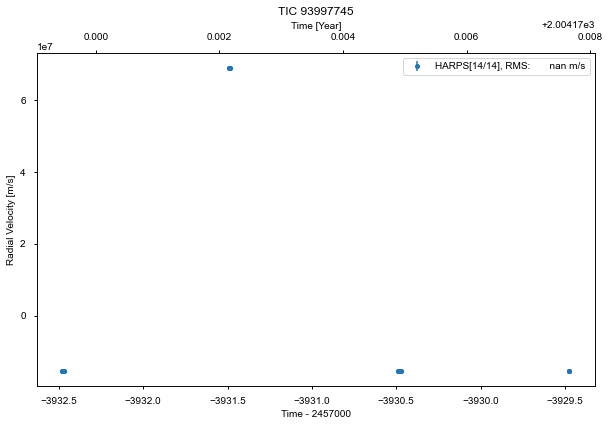 TIC 93997745
Time [Year]
0.000 0.002 0.004 0.006 0.008
+2.00417e3
1e7
HARPS[14/14], RMS: nan m/s
6
4
2
0
Radial Velocity [m/s]
−3932.5 −3932.0 −3931.5 −3931.0 −3930.5 −3930.0 −3929.5
Time - 2457000